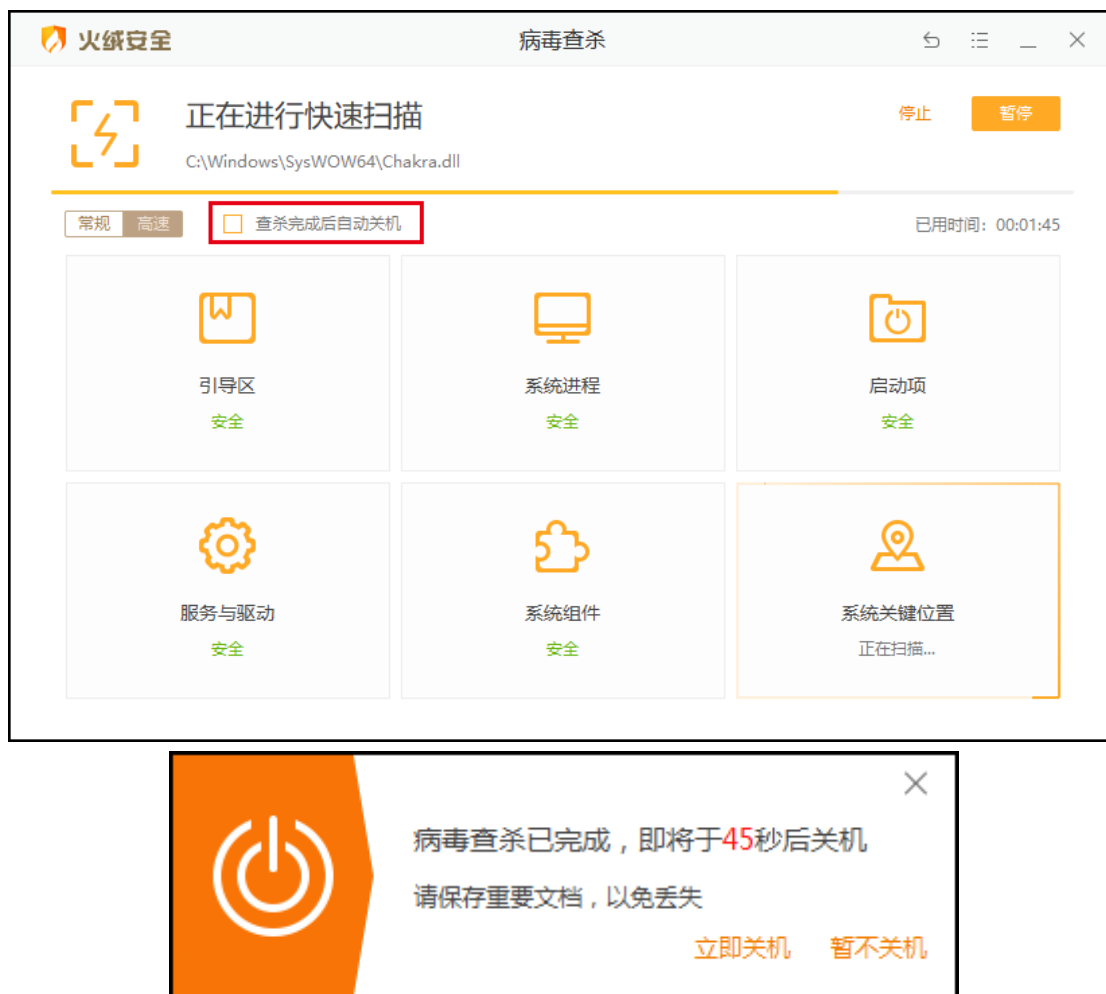 火绒安全
病毒查杀
正在进行快速扫描
停止
暂停
C:\Windows\SysWOW64\Chakra.dll
常规
高速
查杀完成后自动关机
已用时间：00:01:45
引导区
安全
系统进程
安全
启动项
安全
服务与驱动
安全
系统组件
安全
系统关键位置
正在扫描...
病毒查杀已完成，即将于45秒后关机
请保存重要文档，以免丢失
立即关机
暂不关机